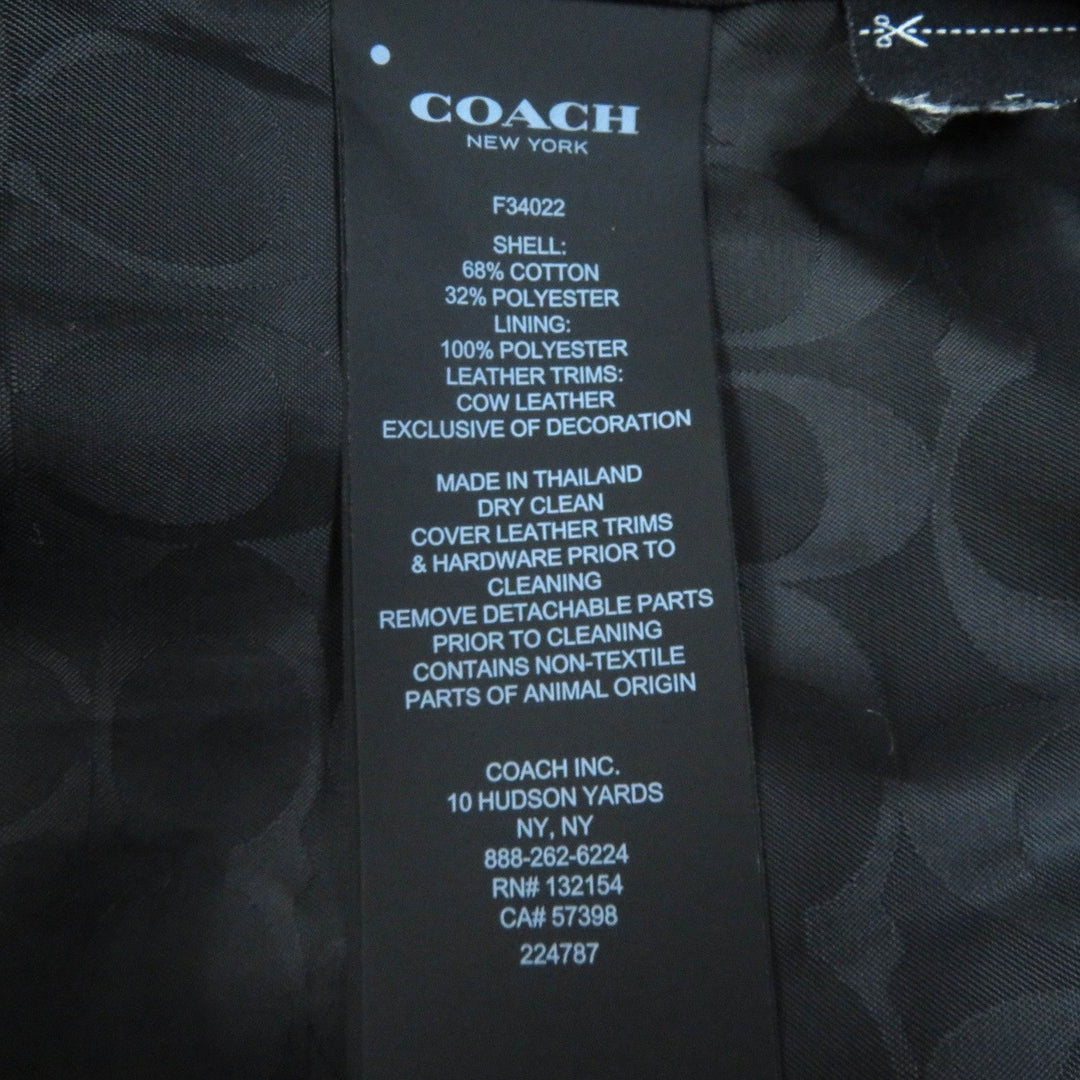 COACH
NEW YORK
F34022
SHELL:
68% COTTON
32% POLYESTER
LINING:
100% POLYESTER
LEATHER TRIMS:
COW LEATHER
EXCLUSIVE OF DECORATION
MADE IN THAILAND
DRY CLEAN
COVER LEATHER TRIMS
& HARDWARE PRIOR TO
CLEANING
REMOVE DETACHABLE PARTS
PRIOR TO CLEANING
CONTAINS NON-TEXTILE
PARTS OF ANIMAL ORIGIN
COACH INC.
10 HUDSON YARDS
NY, NY
888-262-6224
RN# 132154
CA# 57398
224787